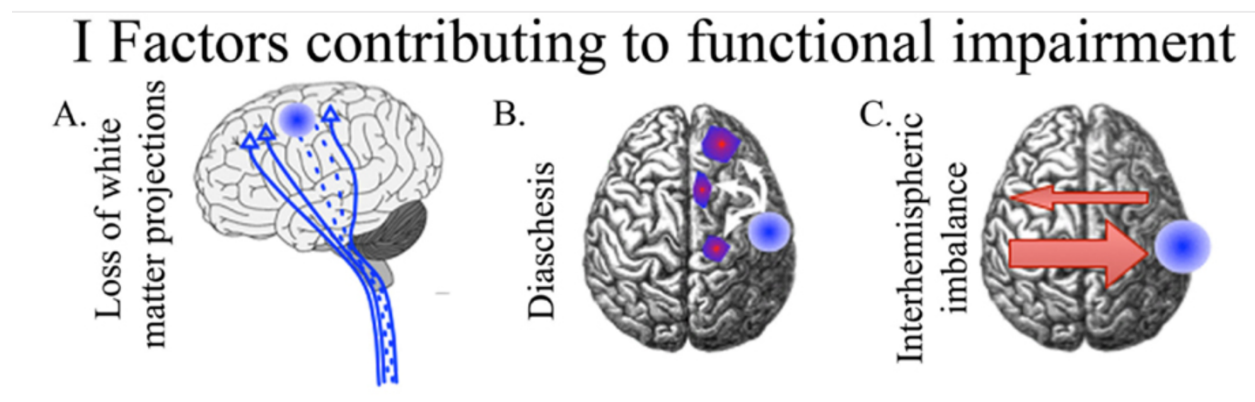 I Factors contributing to functional impairment
A.
Loss of white
matter projections
B.
Diaschesis
C.
Interhemispheric
imbalance